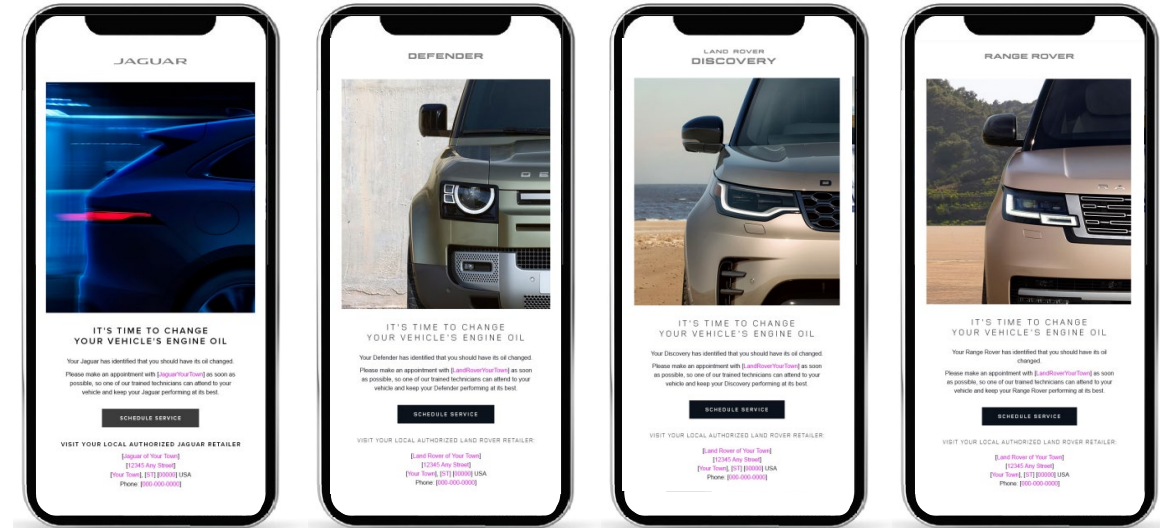 JAGUAR
IT'S TIME TO CHANGE
YOUR VEHICLE'S ENGINE OIL
Your Jaguar has identified that you should have its oil changed.
Please make an appointment with [JaguarYourTown] as soon as
possible, so one of our trained technicians can attend to your
vehicle and keep your Jaguar performing at its best.
SCHEDULE SERVICE
VISIT YOUR LOCAL AUTHORIZED JAGUAR RETAILER
[Jaguar of Your Town]
[12345 Any Street]
[Your Town], [ST] [00000] USA
Phone: [000-000-0000]
DEFENDER
DE
IT'S TIME TO CHANGE
YOUR VEHICLE'S ENGINE OIL
Your Defender has identified that you should have its oil changed.
Please make an appointment with [LandRoverYourTown] as soon
as possible, so one of our trained technicians can attend to your
vehicle and keep your Defender performing at its best.
SCHEDULE SERVICE
VISIT YOUR LOCAL AUTHORIZED LAND ROVER RETAILER:
[Land Rover of Your Town]
[12345 Any Street]
[Your Town], [ST] [00000] USA
Phone: [000-000-0000]
LAND ROVER
DISCOVERY
D
IT'S TIME TO CHANGE
YOUR VEHICLE'S ENGINE OIL
Your Discovery has identified that you should have its oil changed.
Please make an appointment with [LandRoverYourTown] as soon
as possible, so one of our trained technicians can attend to your
vehicle and keep your Discovery performing at its best.
SCHEDULE SERVICE
VISIT YOUR LOCAL AUTHORIZED LAND ROVER RETAILER:
[Land Rover of Your Town]
[12345 Any Street]
[Your Town], [ST] [00000] USA
Phone: [000-000-0000]
RANGE ROVER
RA
IT'S TIME TO CHANGE
YOUR VEHICLE'S ENGINE OIL
Your Range Rover has identified that you should have its oil
changed.
Please make an appointment with [LandRoverYourTown] as soon
as possible, so one of our trained technicians can attend to your
vehicle and keep your Range Rover performing at its best.
SCHEDULE SERVICE
VISIT YOUR LOCAL AUTHORIZED LAND ROVER RETAILER:
[Land Rover of Your Town]
[12345 Any Street]
[Your Town], [ST] [00000] USA
Phone: [000-000-0000]